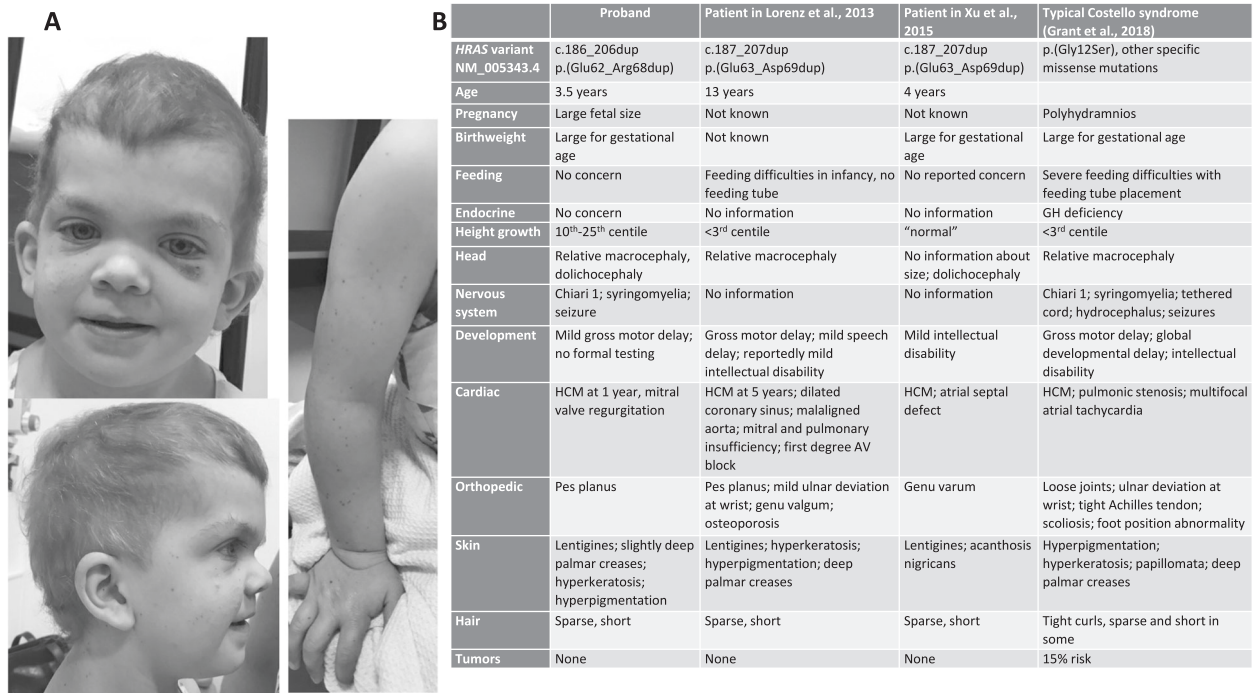 A
B
Proband
Patient in Lorenz et al., 2013
Patient in Xu et al.,
2015
Typical Costello syndrome
(Grant et al., 2018)
HRAS variant
NM_005343.4
c.186_206dup
p.(Glu62_Arg68dup)
c.187_207dup
p.(Glu63_Asp69dup)
c.187_207dup
p.(Glu63_Asp69dup)
p.(Gly12Ser), other specific
missense mutations
Age
3.5 years
13 years
4 years
Pregnancy
Large fetal size
Not known
Not known
Polyhydramnios
Birthweight
Large for gestational
age
Not known
Large for gestational
age
Large for gestational age
Feeding
No concern
Feeding difficulties in infancy, no
feeding tube
No reported concern
Severe feeding difficulties with
feeding tube placement
Endocrine
No concern
No information
No information
GH deficiency
Height growth
10th-25th centile
<3rd centile
“normal”
<3rd centile
Head
Relative macrocephaly,
dolichocephaly
Relative macrocephaly
No information about
size; dolichocephaly
Relative macrocephaly
Nervous
system
Chiari 1; syringomyelia;
seizure
No information
No information
Chiari 1; syringomyelia; tethered
cord; hydrocephalus; seizures
Development
Mild gross motor delay;
no formal testing
Gross motor delay; mild speech
delay; reportedly mild
intellectual disability
Mild intellectual
disability
Gross motor delay; global
developmental delay; intellectual
disability
Cardiac
HCM at 1 year, mitral
valve regurgitation
HCM at 5 years; dilated
coronary sinus; malaligned
aorta; mitral and pulmonary
insufficiency; first degree AV
block
HCM; atrial septal
defect
HCM; pulmonic stenosis; multifocal
atrial tachycardia
Orthopedic
Pes planus
Pes planus; mild ulnar deviation
at wrist; genu valgum;
osteoporosis
Genu varum
Loose joints; ulnar deviation at
wrist; tight Achilles tendon;
scoliosis; foot position abnormality
Skin
Lentigines; slightly deep
palmar creases;
hyperkeratosis;
hyperpigmentation
Lentigines; hyperkeratosis;
hyperpigmentation; deep
palmar creases
Lentigines; acanthosis
nigricans
Hyperpigmentation;
hyperkeratosis; papillomata; deep
palmar creases
Hair
Sparse, short
Sparse, short
Sparse, short
Tight curls, sparse and short in
some
Tumors
None
None
None
15% risk